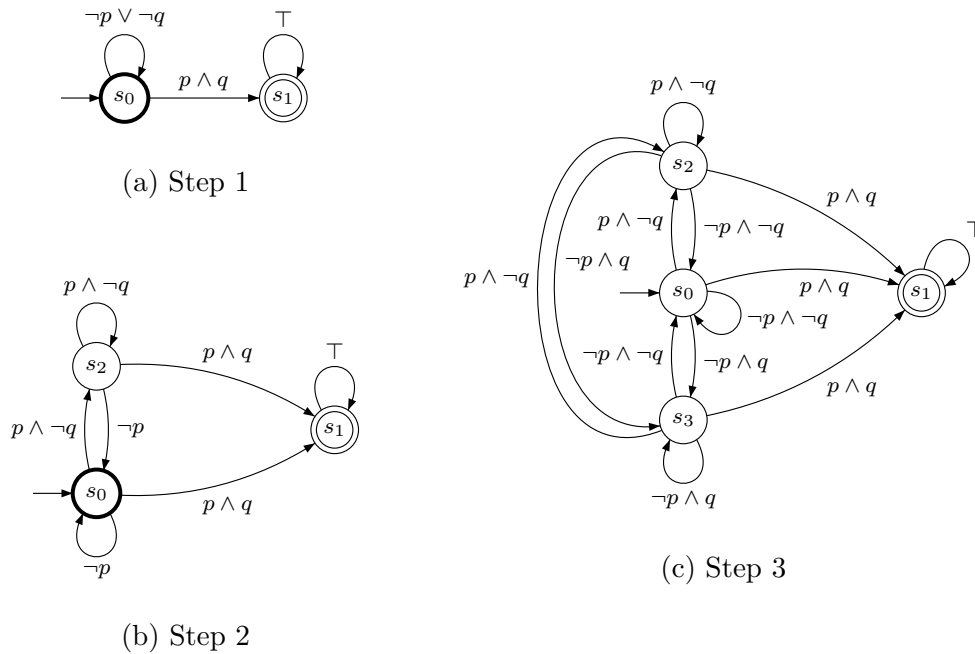 ¬p ∨ ¬q
⊤
s₀
p ∧ q
s₁
(a) Step 1
p ∧ ¬q
s₂
p ∧ q
⊤
p ∧ ¬q
¬p
s₁
s₀
p ∧ q
¬p
(b) Step 2
p ∧ ¬q
s₂
p ∧ q
p ∧ ¬q
¬p ∧ ¬q
⊤
p ∧ ¬q
¬p ∧ q
s₀
p ∧ q
s₁
¬p ∧ ¬q
¬p ∧ ¬q
¬p ∧ q
p ∧ q
s₃
¬p ∧ q
(c) Step 3